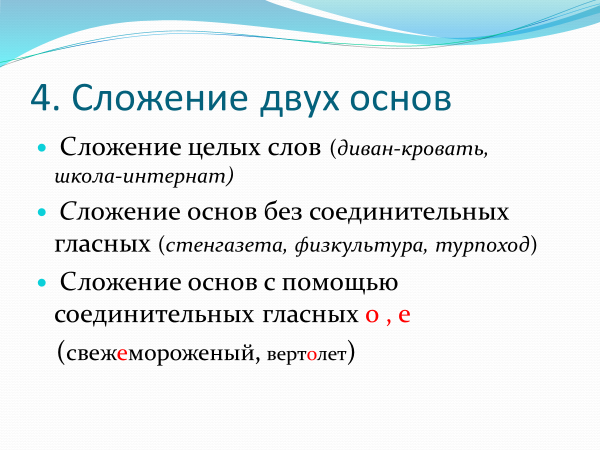 4. Сложение двух основ
• Сложение целых слов (диван-кровать,
школа-интернат)
• Сложение основ без соединительных
гласных (стенгазета, физкультура, турпоход)
• Сложение основ с помощью
соединительных гласных о , е
(свежемороженый, вертолет)